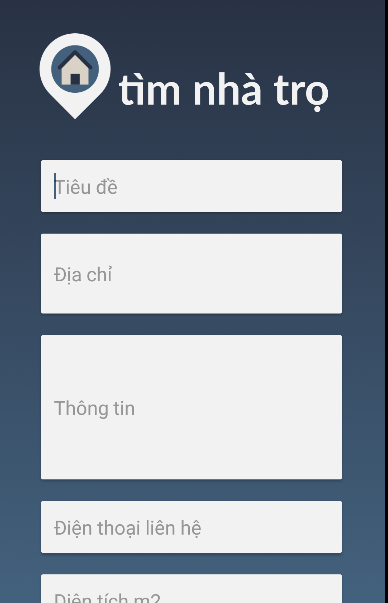 tìm nhà trọ
Tiêu đề
Địa chỉ
Thông tin
Điện thoại liên hệ
Diện tích m2